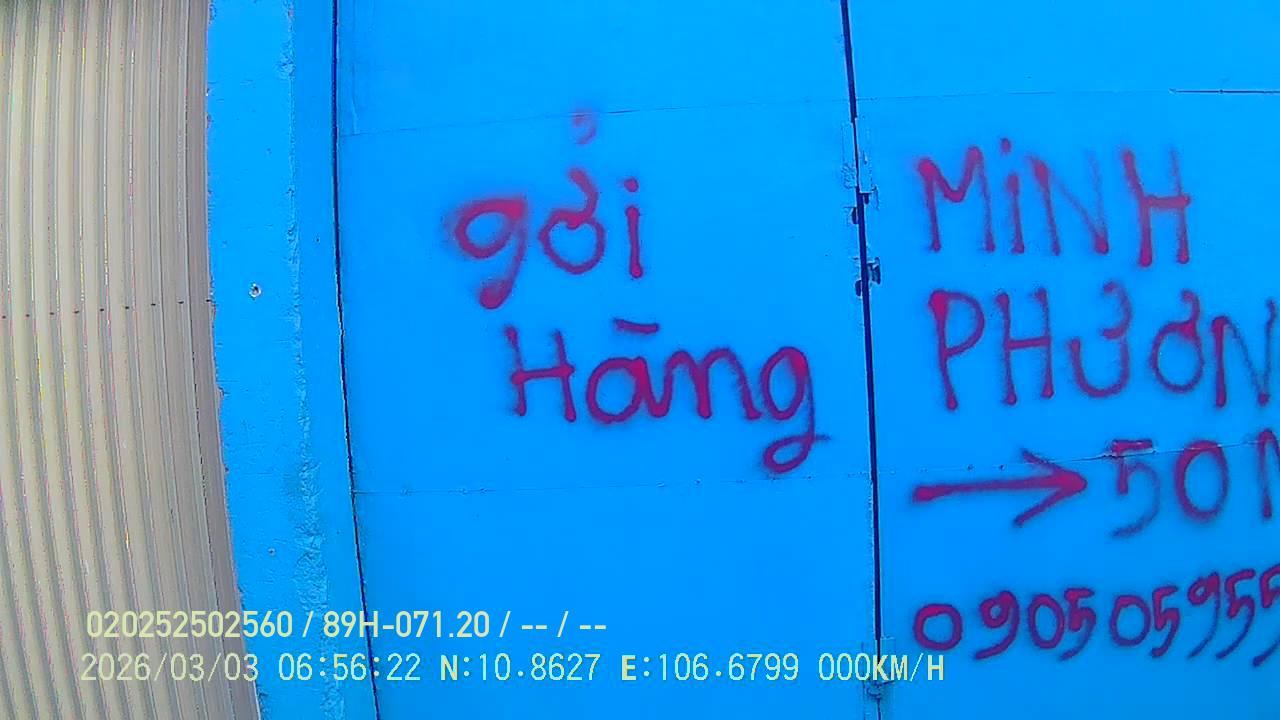 gởi
Hàng
MINH
PHƯƠN
→ 50
090505955
020252502560 / 89H-071.20 / -- / --
2026/03/03 06:56:22 N:10.8627 E:106.6799 000KM/H